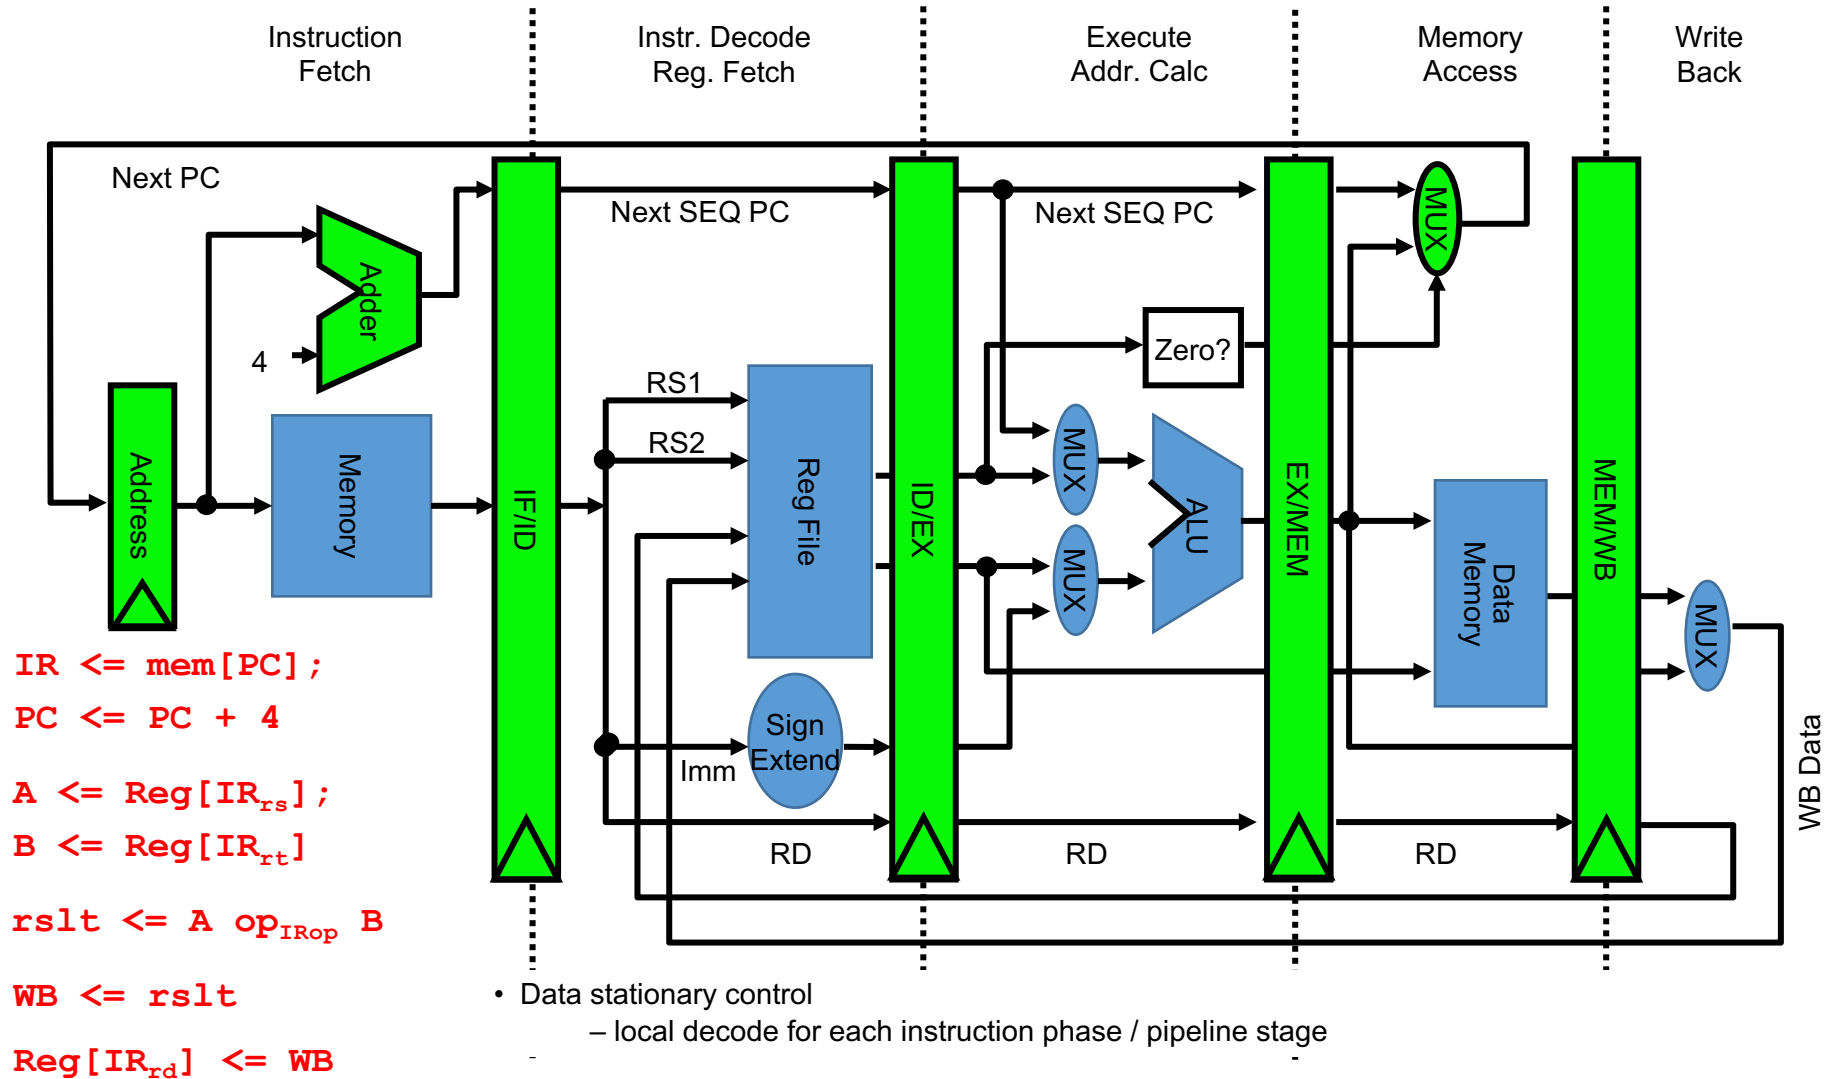 Instruction
Fetch
Instr. Decode
Reg. Fetch
Execute
Addr. Calc
Memory
Access
Write
Back
Next PC
Next SEQ PC
Next SEQ PC
MUX
Adder
4
Zero?
RS1
RS2
Address
Memory
IF/ID
Reg File
ID/EX
MUX
MUX
ALU
EX/MEM
Data
Memory
MEM/WB
MUX
Sign
Extend
Imm
RD
RD
RD
WB Data
IR <= mem[PC];
PC <= PC + 4
A <= Reg[IRrs];
B <= Reg[IRrt]
rslt <= A opIRop B
WB <= rslt
Reg[IRrd] <= WB
• Data stationary control
– local decode for each instruction phase / pipeline stage